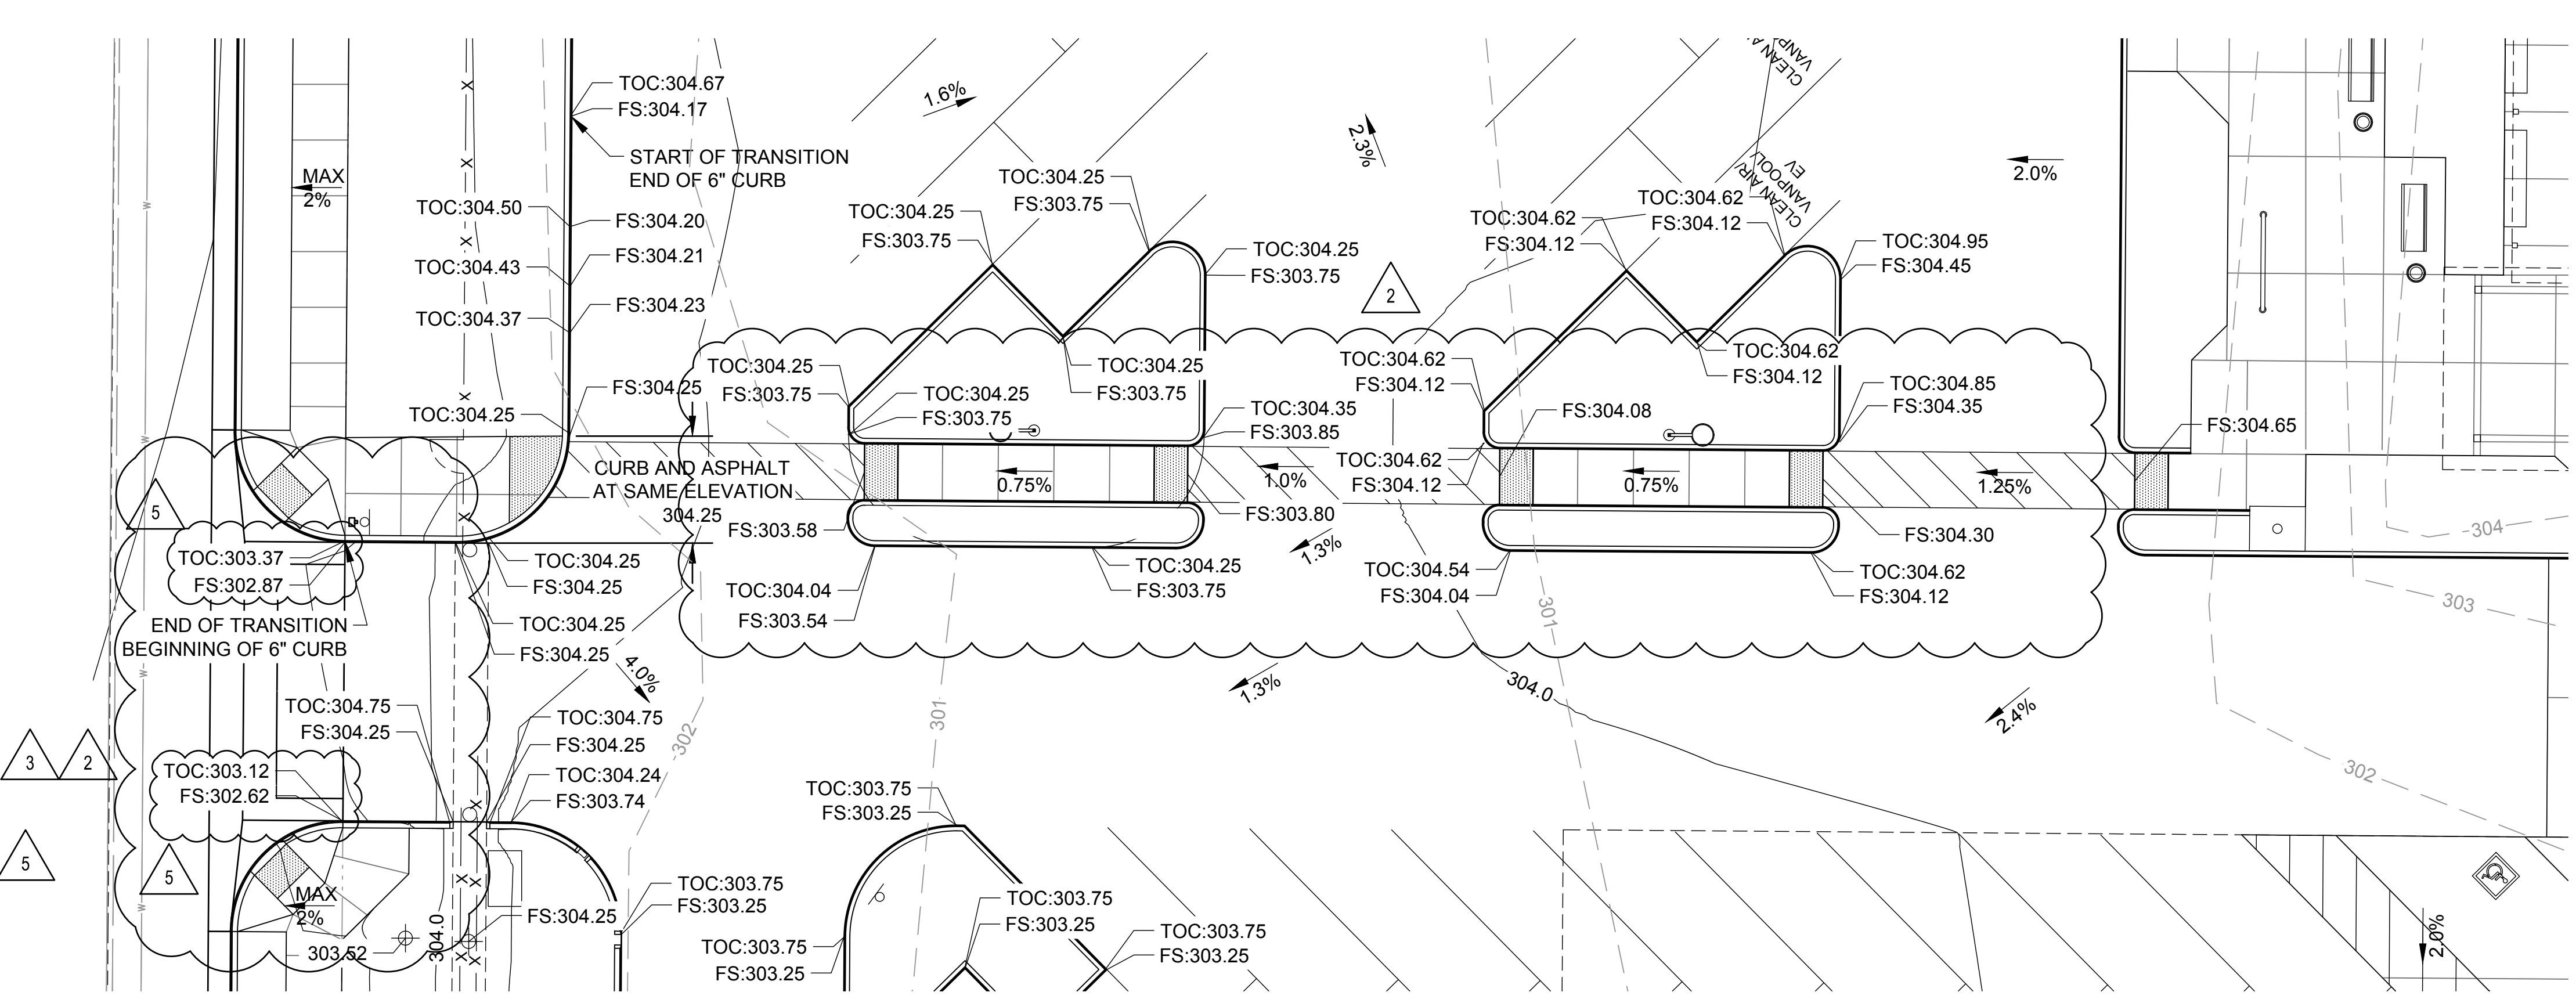 TOC:304.67
FS:304.17
START OF TRANSITION
END OF 6" CURB
MAX
2%
TOC:304.50
FS:304.20
FS:304.21
TOC:304.43
FS:304.23
TOC:304.37
FS:304.25
TOC:304.25
1.6%
TOC:304.25
FS:303.75
TOC:304.25
FS:303.75
TOC:304.25
FS:303.75
TOC:304.25
FS:303.75
TOC:304.25
FS:303.75
TOC:304.25
FS:303.75
TOC:304.35
FS:303.85
2.3%
2
CLEAN A
VANPO
CLEAN AIR/
VANPOOL/
EV
TOC:304.62
FS:304.12
TOC:304.62
FS:304.12
TOC:304.95
FS:304.45
TOC:304.62
FS:304.12
TOC:304.62
FS:304.12
TOC:304.85
FS:304.35
FS:304.08
2.0%
FS:304.65
CURB AND ASPHALT
AT SAME ELEVATION
304.25
FS:303.58
0.75%
1.0%
FS:303.80
TOC:304.62
FS:304.12
0.75%
1.25%
FS:304.30
1.3%
TOC:304.04
FS:303.54
TOC:304.25
FS:303.75
TOC:304.54
FS:304.04
TOC:304.62
FS:304.12
304
303
302
301
301
302
304.0
5
TOC:303.37
FS:302.87
END OF TRANSITION
BEGINNING OF 6" CURB
TOC:304.25
FS:304.25
TOC:304.25
FS:304.25
4.0%
1.3%
2.4%
TOC:304.75
FS:304.25
TOC:304.75
FS:304.25
TOC:304.24
FS:303.74
3
2
TOC:303.12
FS:302.62
5
5
MAX
2%
303.52
304.0
FS:304.25
TOC:303.75
FS:303.25
TOC:303.75
FS:303.25
TOC:303.75
FS:303.25
TOC:303.75
FS:303.25
TOC:303.75
FS:303.25
2.0%
X
X
X
X
X
X
X
X
X
X
X
X
W
W
W
W